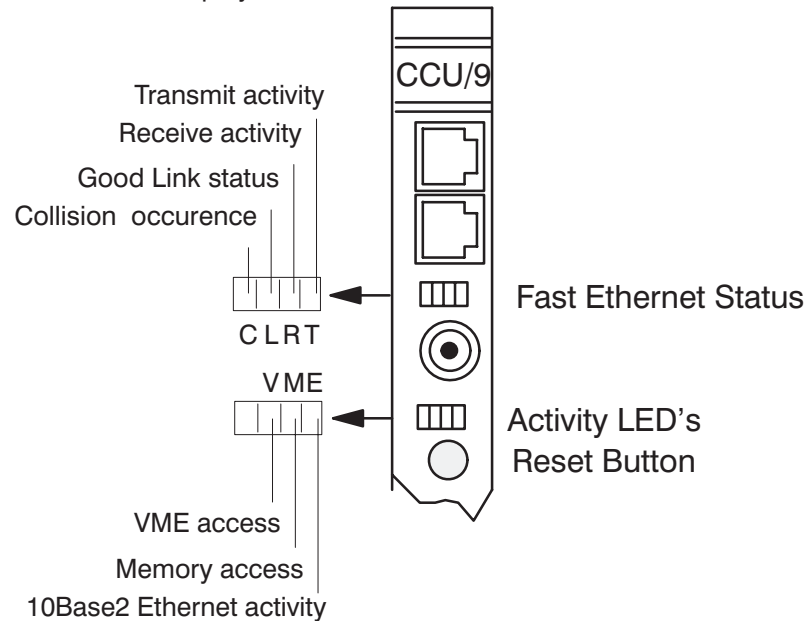 CCU/9
Transmit activity
Receive activity
Good Link status
Collision occurence
Fast Ethernet Status
C L R T
V M E
Activity LED's
Reset Button
VME access
Memory access
10Base2 Ethernet activity